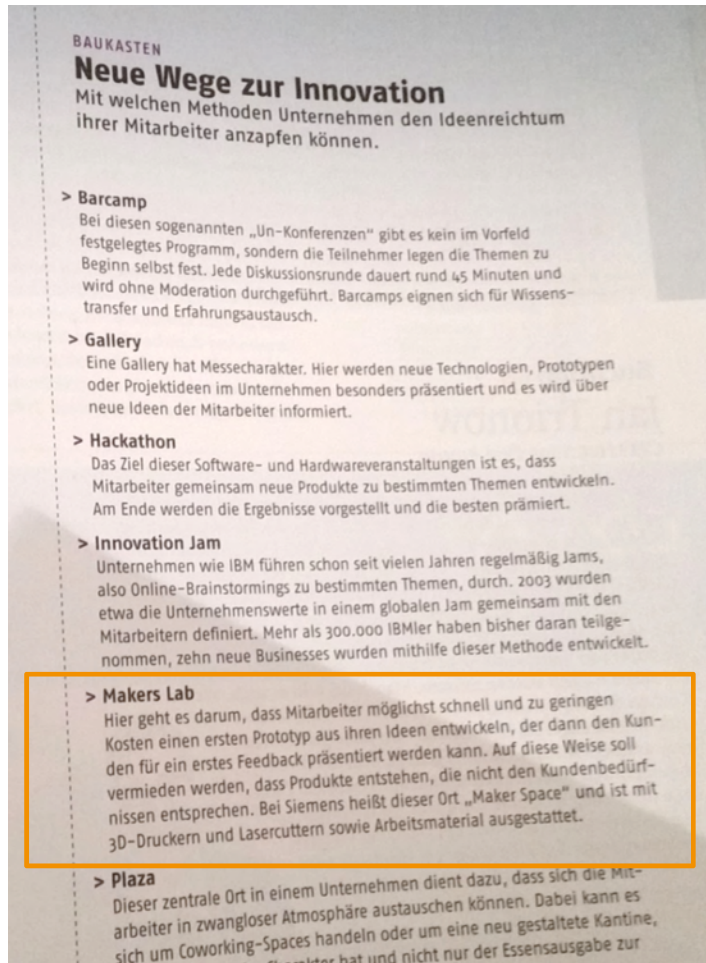 BAUKASTEN
Neue Wege zur Innovation
Mit welchen Methoden Unternehmen den Ideenreichtum
ihrer Mitarbeiter anzapfen können.
> Barcamp
Bei diesen sogenannten „Un-Konferenzen" gibt es kein im Vorfeld
festgelegtes Programm, sondern die Teilnehmer legen die Themen zu
Beginn selbst fest. Jede Diskussionsrunde dauert rund 45 Minuten und
wird ohne Moderation durchgeführt. Barcamps eignen sich für Wissens-
transfer und Erfahrungsaustausch.
> Gallery
Eine Gallery hat Messecharakter. Hier werden neue Technologien, Prototypen
oder Projektideen im Unternehmen besonders präsentiert und es wird über
neue Ideen der Mitarbeiter informiert.
> Hackathon
Das Ziel dieser Software- und Hardwareveranstaltungen ist es, dass
Mitarbeiter gemeinsam neue Produkte zu bestimmten Themen entwickeln.
Am Ende werden die Ergebnisse vorgestellt und die besten prämiert.
> Innovation Jam
Unternehmen wie IBM führen schon seit vielen Jahren regelmäßig Jams,
also Online-Brainstormings zu bestimmten Themen, durch. 2003 wurden
etwa die Unternehmenswerte in einem globalen Jam gemeinsam mit den
Mitarbeitern definiert. Mehr als 300.000 IBMler haben bisher daran teilge-
nommen, zehn neue Businesses wurden mithilfe dieser Methode entwickelt.
> Makers Lab
Hier geht es darum, dass Mitarbeiter möglichst schnell und zu geringen
Kosten einen ersten Prototyp aus ihren Ideen entwickeln, der dann den Kun-
den für ein erstes Feedback präsentiert werden kann. Auf diese Weise soll
vermieden werden, dass Produkte entstehen, die nicht den Kundenbedürf-
nissen entsprechen. Bei Siemens heißt dieser Ort „Maker Space" und ist mit
3D-Druckern und Lasercuttern sowie Arbeitsmaterial ausgestattet.
> Plaza
Dieser zentrale Ort in einem Unternehmen dient dazu, dass sich die Mit-
arbeiter in zwangloser Atmosphäre austauschen können. Dabei kann es
sich um Coworking-Spaces handeln oder um eine neu gestaltete Kantine,
hat und nicht nur der Essensausgabe zur